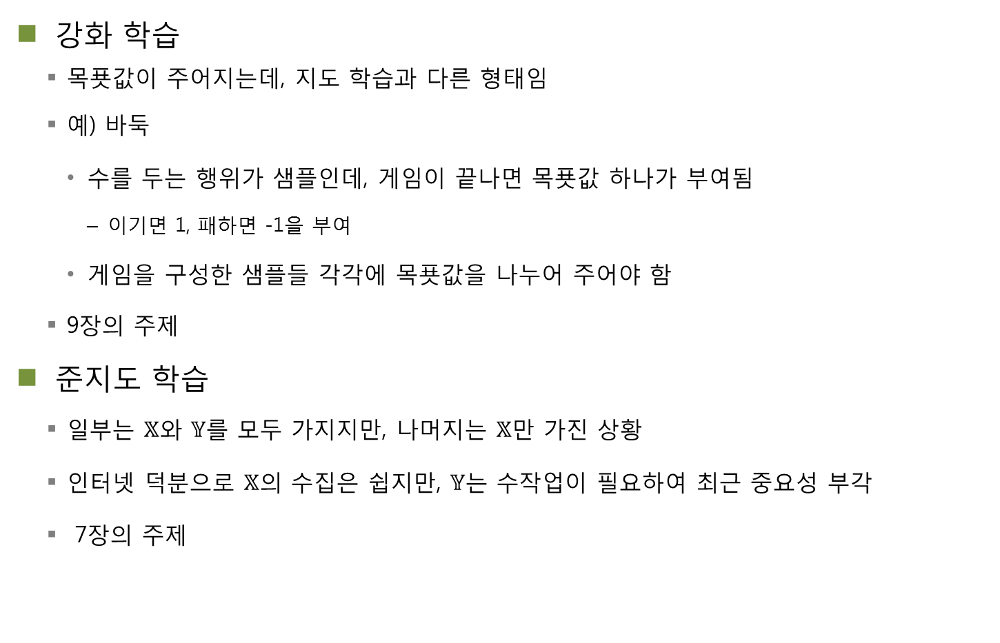 ■ 강화 학습
▪ 목푯값이 주어지는데, 지도 학습과 다른 형태임
▪ 예) 바둑
• 수를 두는 행위가 샘플인데, 게임이 끝나면 목푯값 하나가 부여됨
– 이기면 1, 패하면 -1을 부여
• 게임을 구성한 샘플들 각각에 목푯값을 나누어 주어야 함
▪ 9장의 주제
■ 준지도 학습
▪ 일부는 𝕏와 𝕐를 모두 가지지만, 나머지는 𝕏만 가진 상황
▪ 인터넷 덕분으로 𝕏의 수집은 쉽지만, 𝕐는 수작업이 필요하여 최근 중요성 부각
▪ 7장의 주제